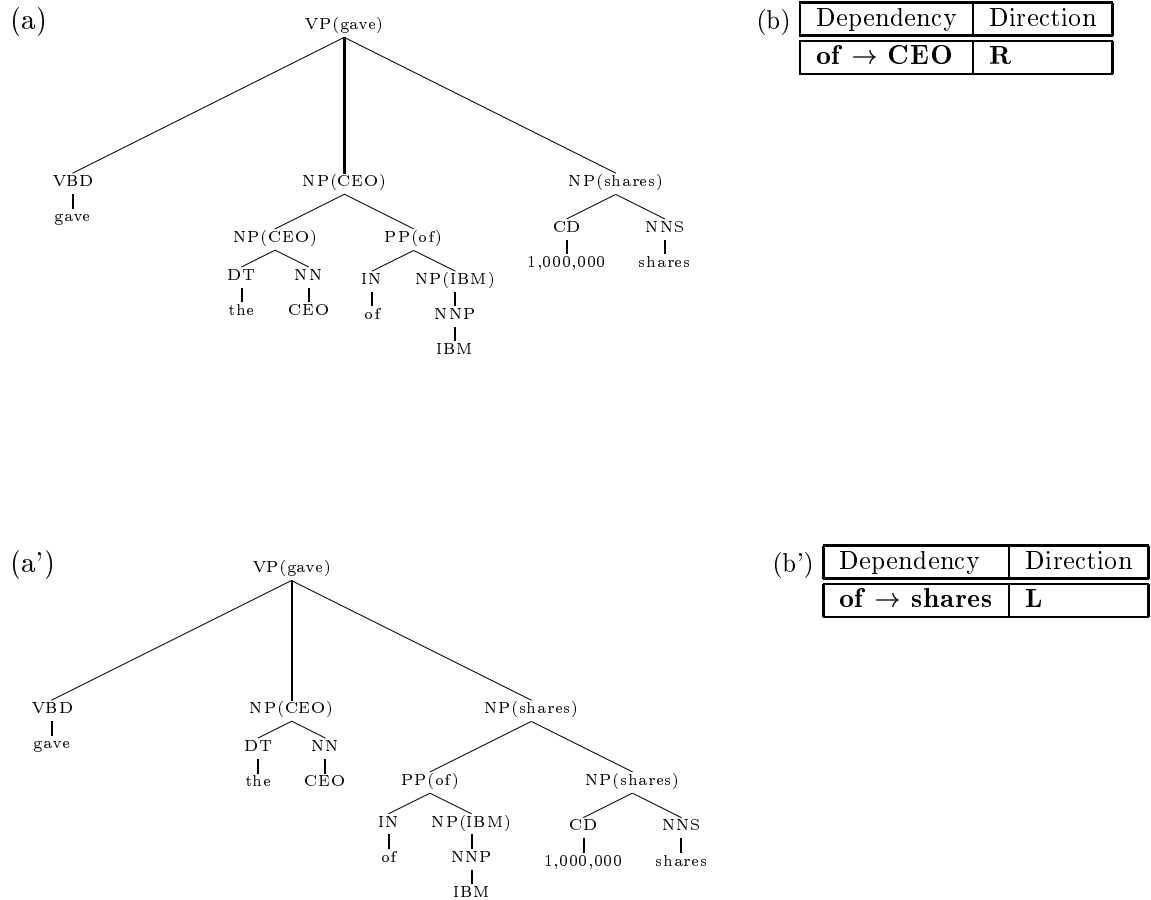 (a) VP(gave) (b) Dependency Direction
of → CEO R
VBD NP(CEO) NP(shares)
gave
NP(CEO) PP(of) CD NNS
1,000,000 shares
DT NN IN NP(IBM)
the CEO of NNP
IBM
(a') VP(gave) (b') Dependency Direction
of → shares L
VBD NP(CEO) NP(shares)
gave DT NN
the CEO PP(of) NP(shares)
IN NP(IBM) CD NNS
of NNP 1,000,000 shares
IBM